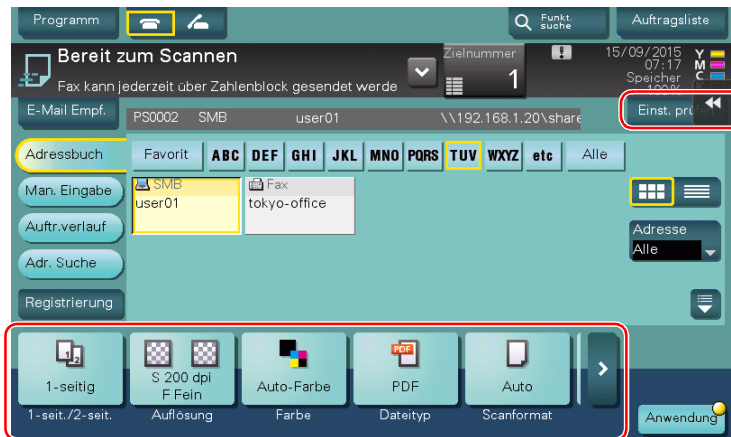 Programm
Funkt.
suche
Auftragsliste
Bereit zum Scannen
Fax kann jederzeit über Zahlenblock gesendet werde
Zielnummer
1
15/09/2015
07:17
Speicher
100%
Y
M
C
E-Mail Empf.
PS0002 SMB user01 \\192.168.1.20\share
Einst. prü
Adressbuch
Favorit ABC DEF GHI JKL MNO PQRS TUV WXYZ etc Alle
Man. Eingabe
SMB
user01
Fax
tokyo-office
Auftr.verlauf
Adresse
Alle
Adr. Suche
Registrierung
1-seitig
1-seit./2-seit.
S 200 dpi
F Fein
Auflösung
Auto-Farbe
Farbe
PDF
PDF
Dateityp
Auto
Scanformat
Anwendung